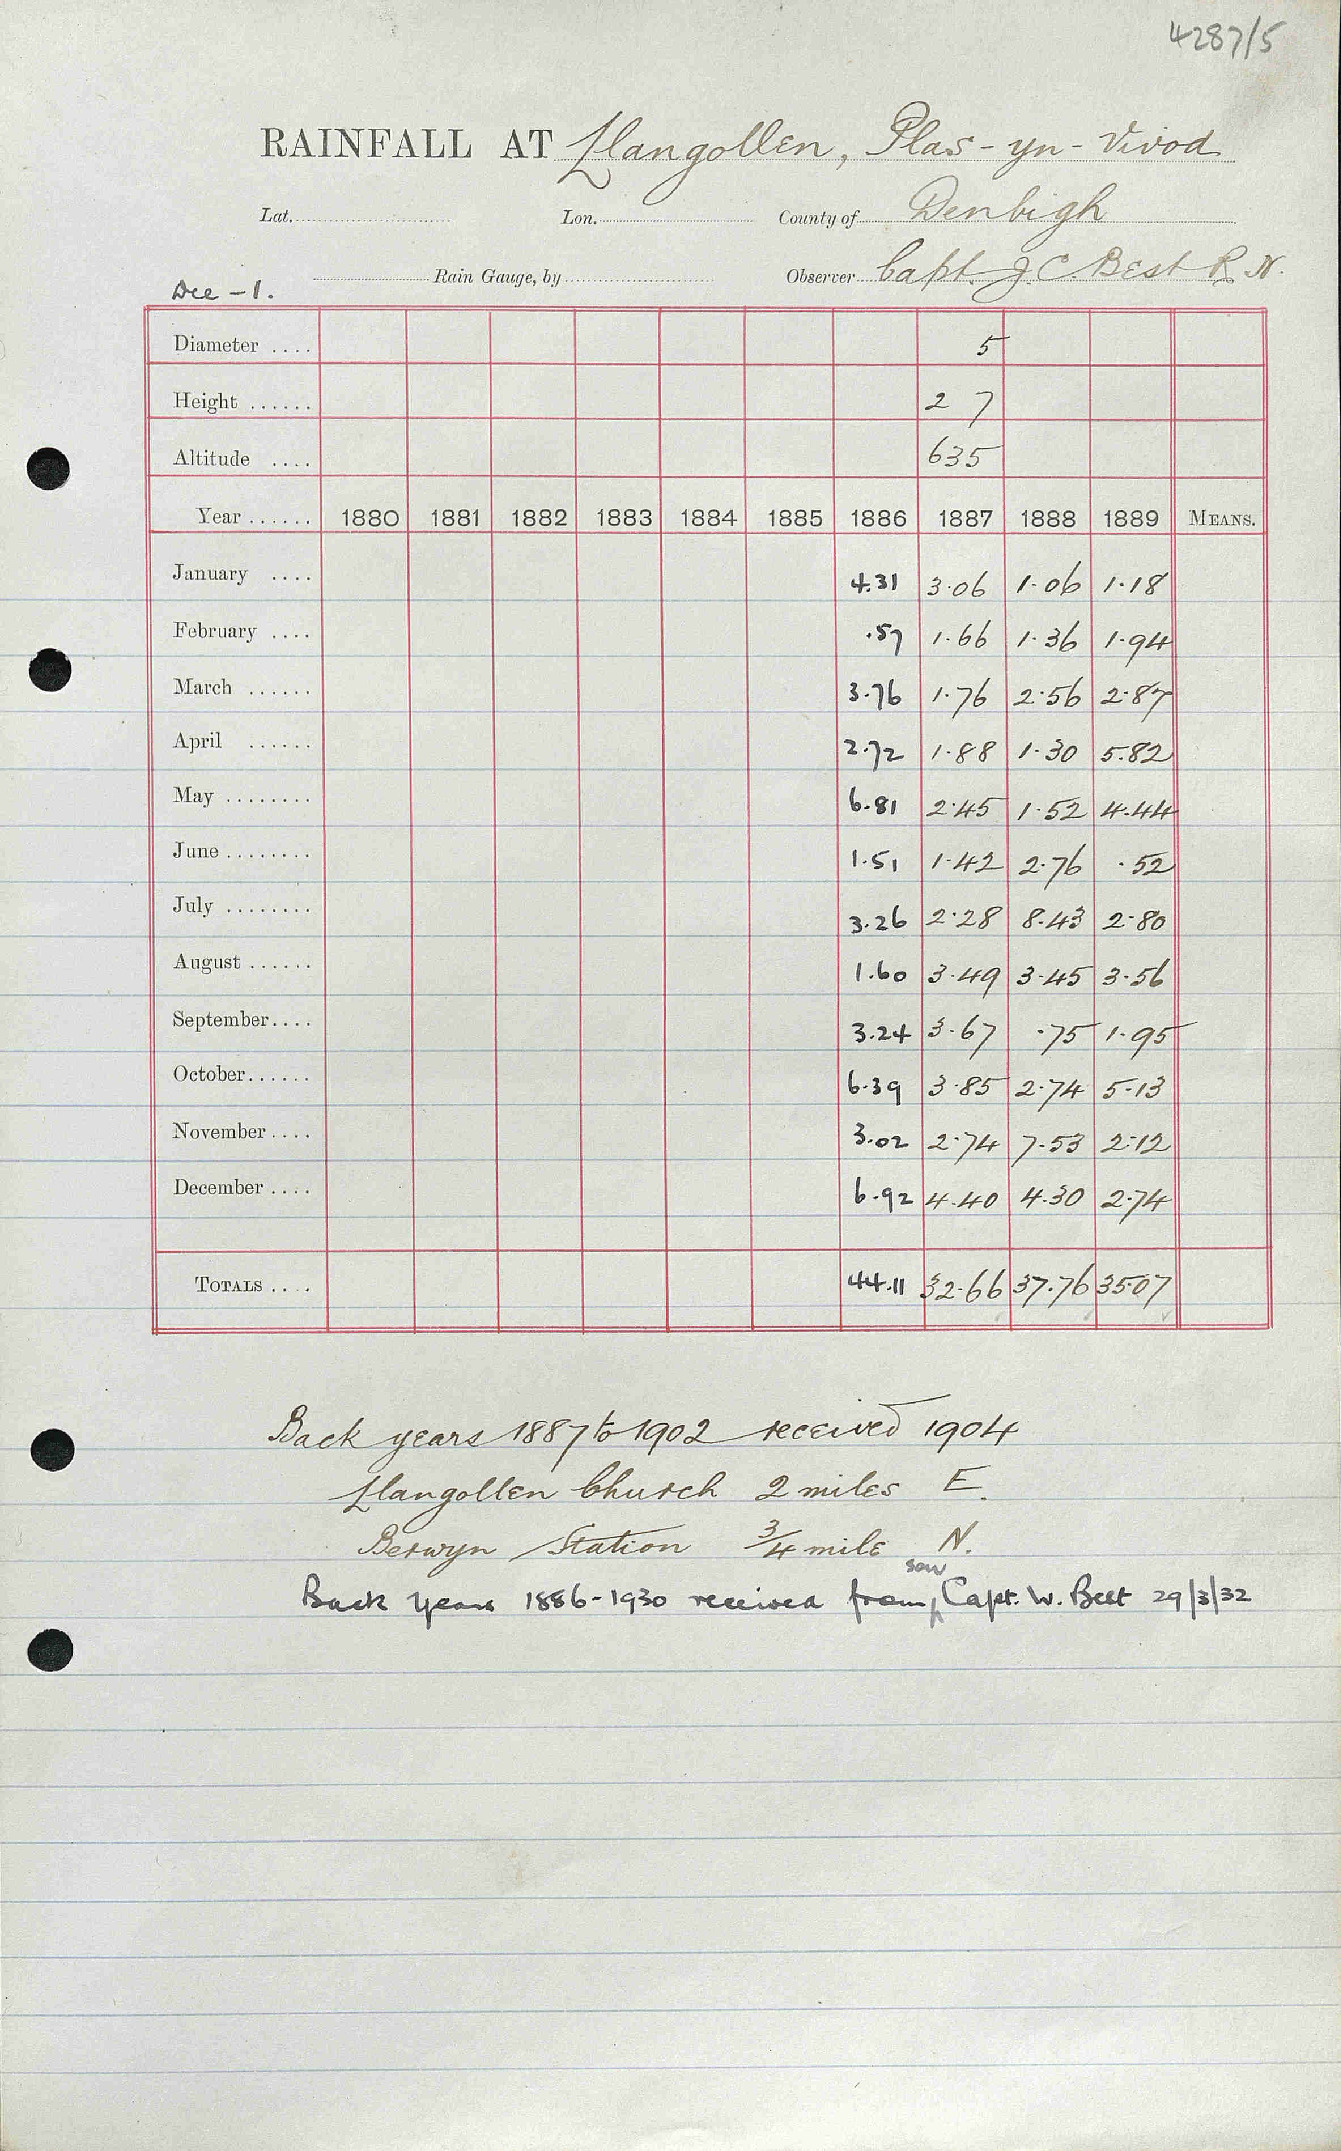 4287/5
RAINFALL AT Llangollen, Plas-yn-Vivod
Lat. Lon. County of Denbigh
Rain Gauge, by Observer Capt. J. C. Best R.N.
Dee - 1.
Diameter .... 5
Height ...... 2 7
Altitude .... 635
Year ...... 1880 1881 1882 1883 1884 1885 1886 1887 1888 1889 MEANS.
January .... 4.31 3.06 1.06 1.18
February .... .57 1.66 1.36 1.94
March ...... 3.76 1.76 2.56 2.87
April ...... 2.72 1.88 1.30 5.82
May ........ 6.81 2.45 1.52 4.44
June ........ 1.51 1.42 2.76 .52
July ........ 3.26 2.28 8.43 2.80
August ...... 1.60 3.49 3.45 3.56
September.... 3.24 3.67 .75 1.95
October...... 6.39 3.85 2.74 5.13
November .... 3.02 2.74 7.53 2.12
December .... 6.92 4.40 4.30 2.74
TOTALS .... 44.11 32.66 37.76 35.07
Back years 1887 to 1902 received 1904
Llangollen Church 2 miles E.
Berwyn Station 3/4 mile N.
son
Back years 1886-1930 received from Capt. W. Best 29/3/32